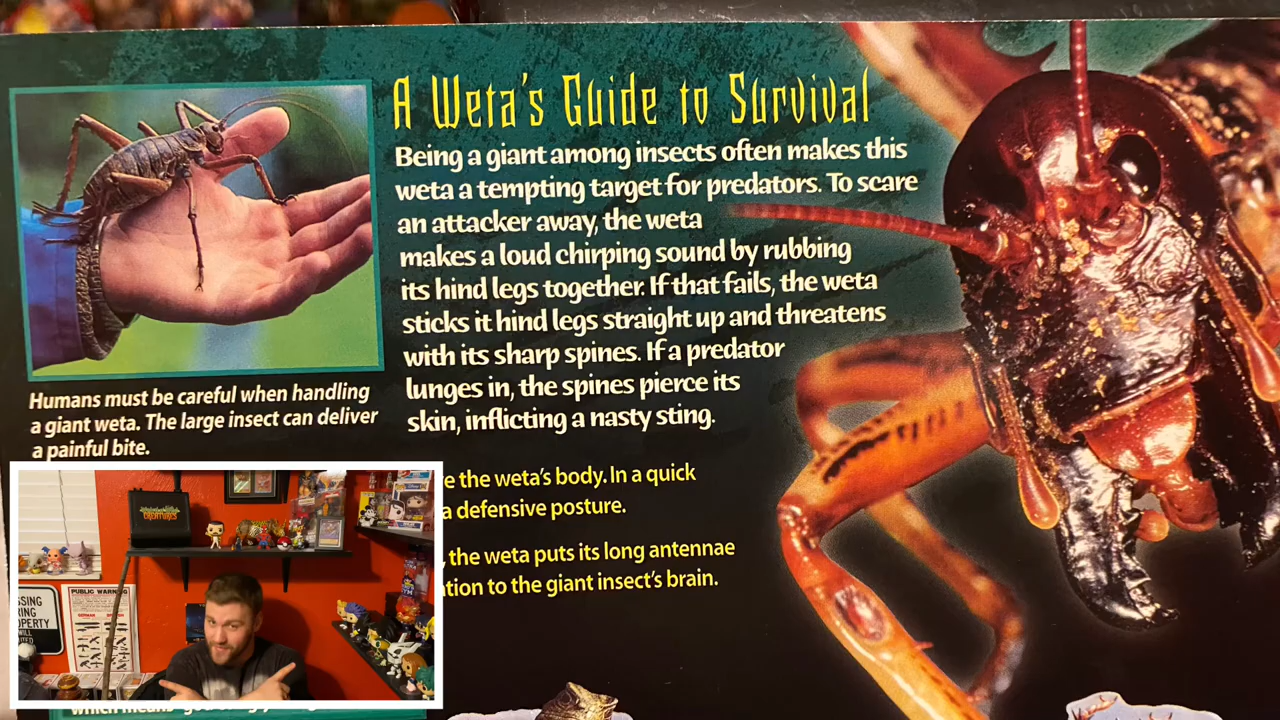 A Weta's Guide to Survival
Being a giant among insects often makes this
weta a tempting target for predators. To scare
an attacker away, the weta
makes a loud chirping sound by rubbing
its hind legs together. If that fails, the weta
sticks it hind legs straight up and threatens
with its sharp spines. If a predator
lunges in, the spines pierce its
skin, inflicting a nasty sting.
Humans must be careful when handling
a giant weta. The large insect can deliver
a painful bite.
the weta's body. In a quick
a defensive posture.
, the weta puts its long antennae
to the giant insect's brain.
CREATURES
PUBLIC WARNING
GERMAN
which means